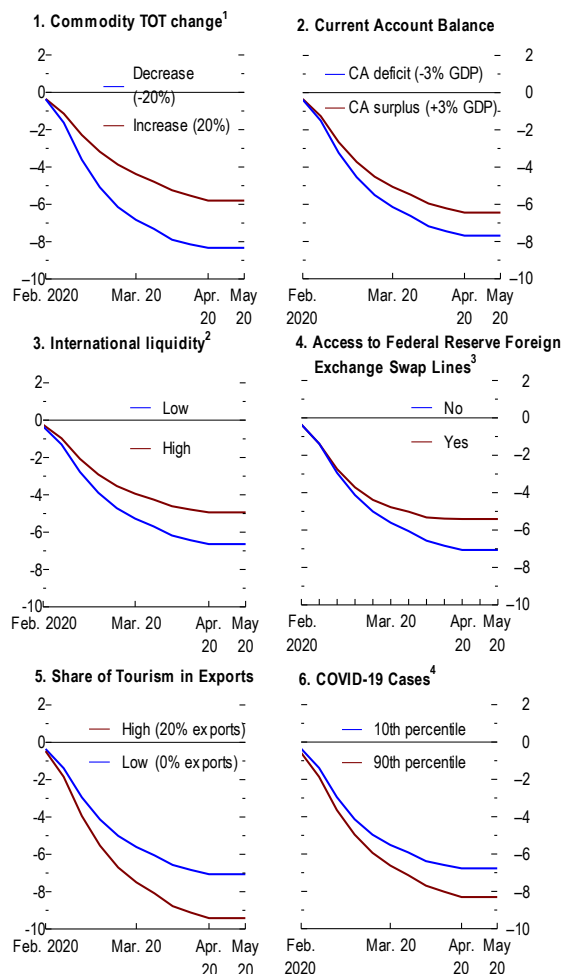 1. Commodity TOT change1
2
0
–2
–4
–6
–8
–10
Decrease
(-20%)
Increase (20%)
Feb. 2020
Mar. 20
Apr.
20
May
20
2. Current Account Balance
2
0
–2
–4
–6
–8
–10
CA deficit (-3% GDP)
CA surplus (+3% GDP)
Feb.
2020
Mar. 20
Apr.
20
May
20
3. International liquidity2
2
0
-2
-4
-6
-8
-10
Low
High
Feb. 2020
Mar. 20
Apr.
20
May
20
4. Access to Federal Reserve Foreign
Exchange Swap Lines3
2
0
–2
–4
–6
–8
–10
No
Yes
Feb.
2020
Mar. 20
Apr.
20
May
20
5. Share of Tourism in Exports
2
0
–2
–4
–6
–8
–10
High (20% exports)
Low (0% exports)
Feb. 2020
Mar. 20
Apr.
20
May
20
6. COVID-19 Cases4
2
0
–2
–4
–6
–8
–10
10th percentile
90th percentile
Feb.
2020
Mar. 20
Apr.
20
May
20